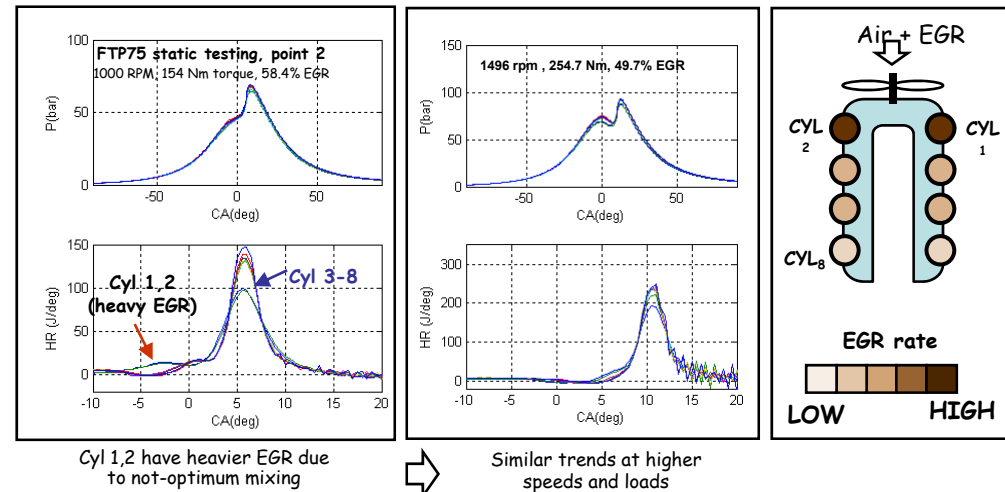 FTP75 static testing, point 2
1000 RPM, 154 Nm torque, 58.4% EGR
100
50
0
P(bar)
-50
0
50
CA(deg)
150
100
50
0
HR (J/deg)
-10
-5
0
5
10
15
20
CA(deg)
Cyl 1,2
(heavy EGR)
Cyl 3-8
Cyl 1,2 have heavier EGR due
to not-optimum mixing
1496 rpm , 254.7 Nm, 49.7% EGR
150
100
50
0
P(bar)
-50
0
50
CA(deg)
300
200
100
0
HR (J/deg)
-10
-5
0
5
10
15
20
CA(deg)
Similar trends at higher
speeds and loads
Air + EGR
CYL
2
CYL
1
CYL8
EGR rate
LOW
HIGH